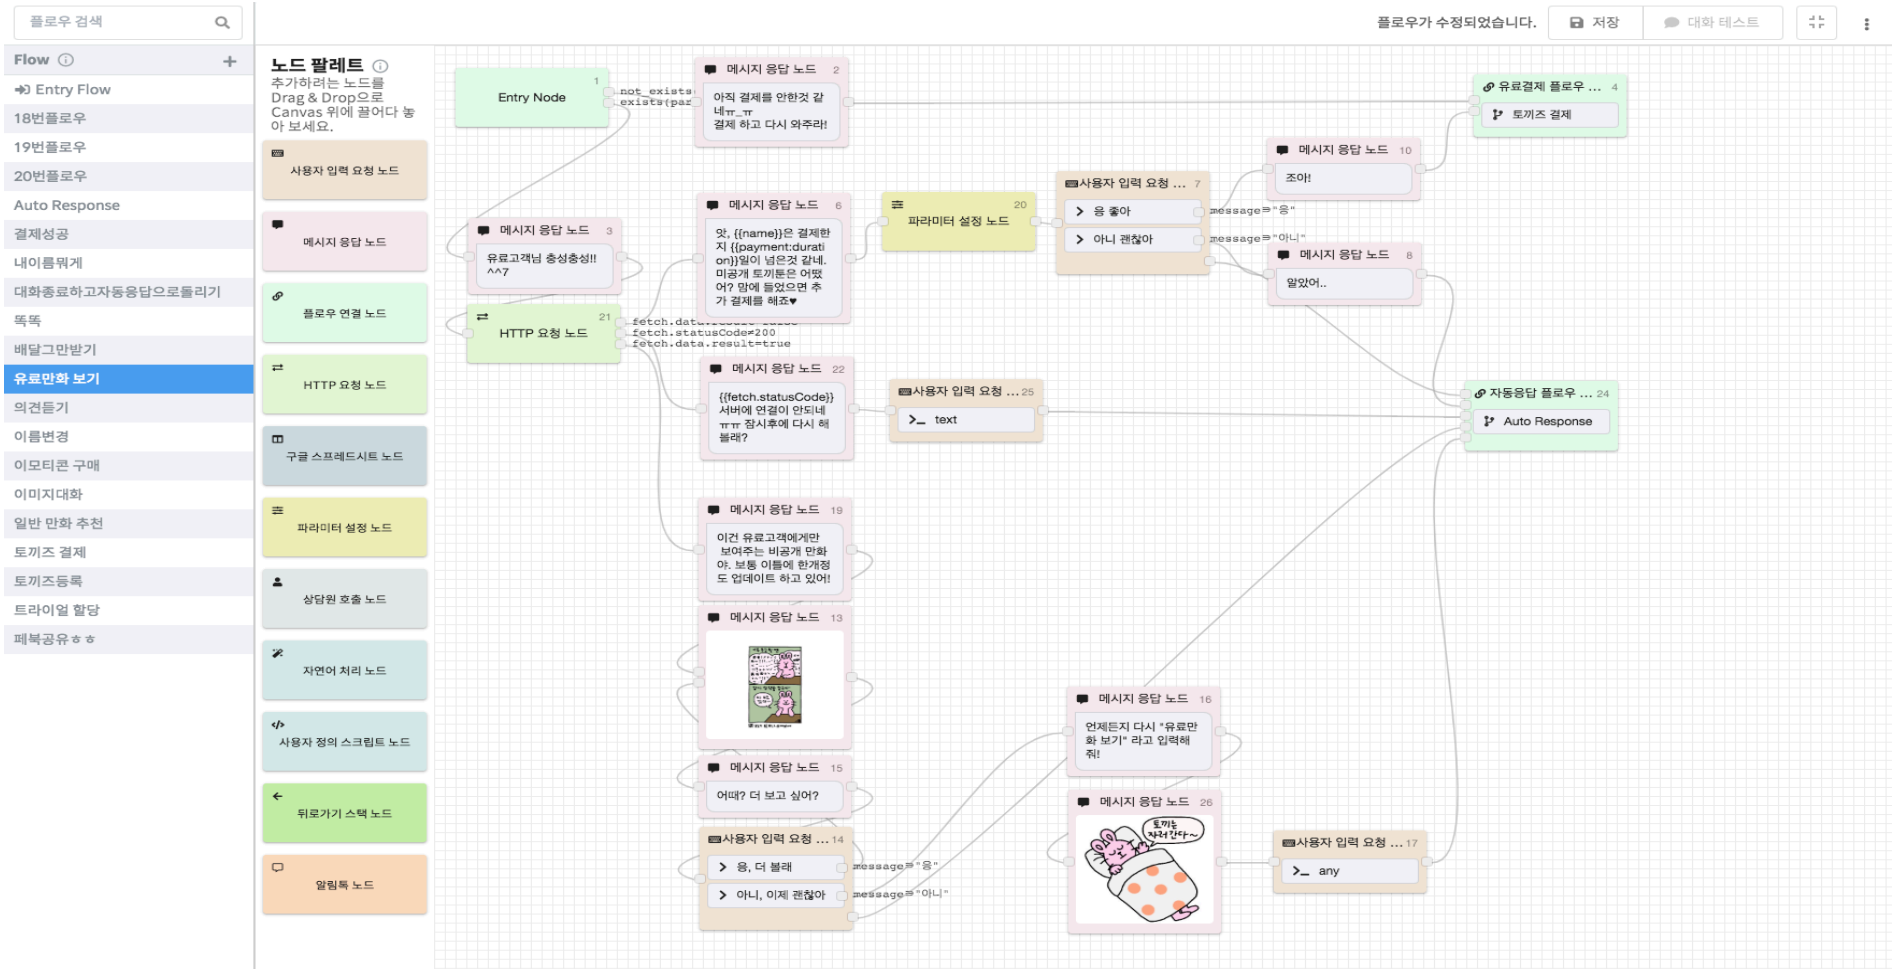 플로우 검색
플로우가 수정되었습니다.
저장
대화 테스트
Flow
Entry Flow
18번플로우
19번플로우
20번플로우
Auto Response
결제성공
내이름뭐게
대화종료하고자동응답으로돌리기
똑똑
배달그만받기
유료만화 보기
의견듣기
이름변경
이모티콘 구매
이미지대화
일반 만화 추천
토끼즈 결제
토끼즈등록
트라이얼 할당
페북공유ㅎㅎ
노드 팔레트
추가하려는 노드를
Drag & Drop으로
Canvas 위에 끌어다 놓
아 보세요.
사용자 입력 요청 노드
메시지 응답 노드
플로우 연결 노드
HTTP 요청 노드
구글 스프레드시트 노드
파라미터 설정 노드
상담원 호출 노드
자연어 처리 노드
사용자 정의 스크립트 노드
뒤로가기 스택 노드
알림톡 노드
1
Entry Node
not_exists
exists(par
메시지 응답 노드 2
아직 결제를 안한것 같
네ㅠ_ㅠ
결제 하고 다시 와주라!
유료결제 플로우 ... 4
토끼즈 결제
메시지 응답 노드 3
유료고객님 충성충성!!
^^7
21
HTTP 요청 노드
fetch.data.result=false
fetch.statusCode≠200
fetch.data.result=true
메시지 응답 노드 6
앗, {{name}}은 결제한
지 {{payment:durati
on}}일이 넘은것 같네.
미공개 토끼툰은 어땠
어? 맘에 들었으면 추
가 결제를 해죠♥
20
파라미터 설정 노드
사용자 입력 요청 ... 7
응 좋아
아니 괜찮아
message="응"
message="아니"
메시지 응답 노드 10
조아!
메시지 응답 노드 8
알았어..
메시지 응답 노드 22
{{fetch.statusCode}}
서버에 연결이 안되네
ㅠㅠ 잠시후에 다시 해
볼래?
사용자 입력 요청 ... 25
text
자동응답 플로우 ... 24
Auto Response
메시지 응답 노드 19
이건 유료고객에게만
보여주는 비공개 만화
야. 보통 이틀에 한개정
도 업데이트 하고 있어!
메시지 응답 노드 13
메시지 응답 노드 15
어때? 더 보고 싶어?
사용자 입력 요청 ... 14
응, 더 볼래
아니, 이제 괜찮아
message="응"
message="아니"
메시지 응답 노드 16
언제든지 다시 "유료만
화 보기" 라고 입력해
줘!
메시지 응답 노드 26
토끼는
자러간다~
사용자 입력 요청 ... 17
any